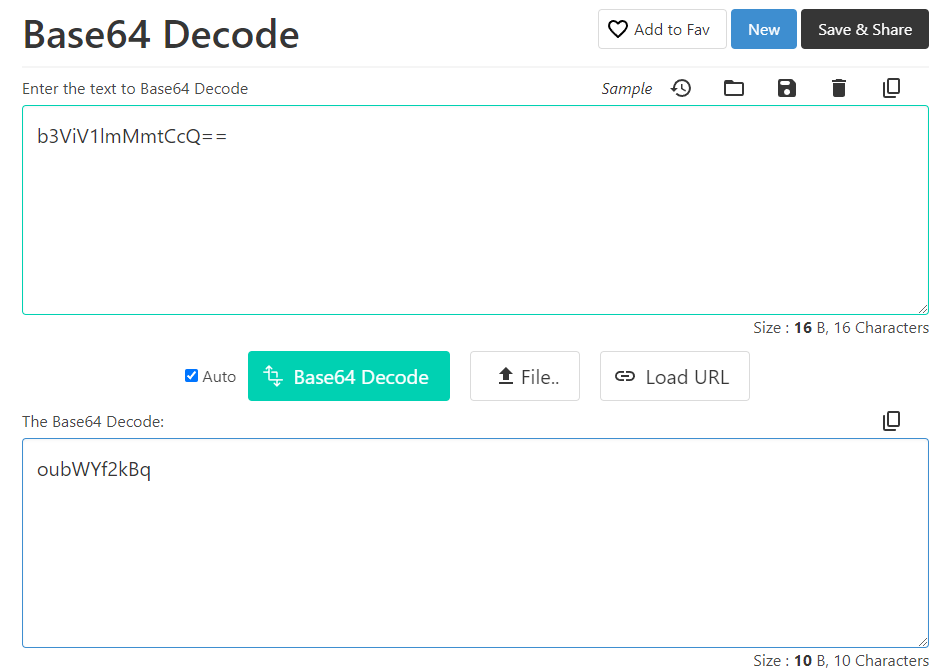 Base64 Decode
Add to Fav
New
Save & Share
Enter the text to Base64 Decode
Sample
b3ViV1lmMmtCcQ==
Size : 16 B, 16 Characters
Auto
Base64 Decode
File..
Load URL
The Base64 Decode:
oubWYf2kBq
Size : 10 B, 10 Characters